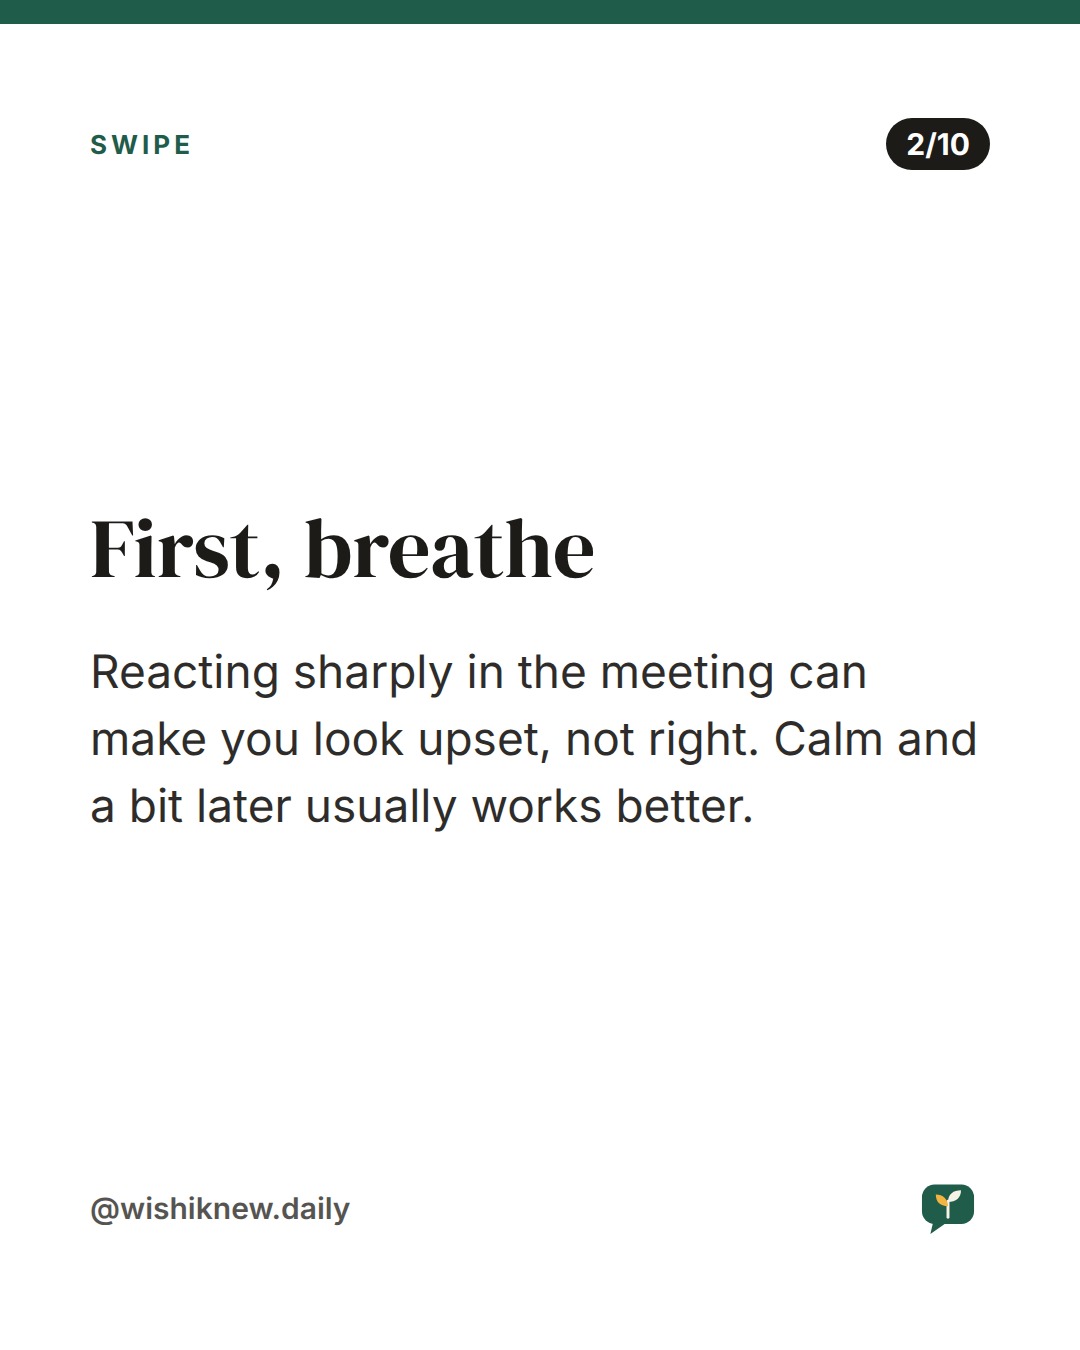 SWIPE
2/10
First, breathe
Reacting sharply in the meeting can
make you look upset, not right. Calm and
a bit later usually works better.
@wishiknew.daily